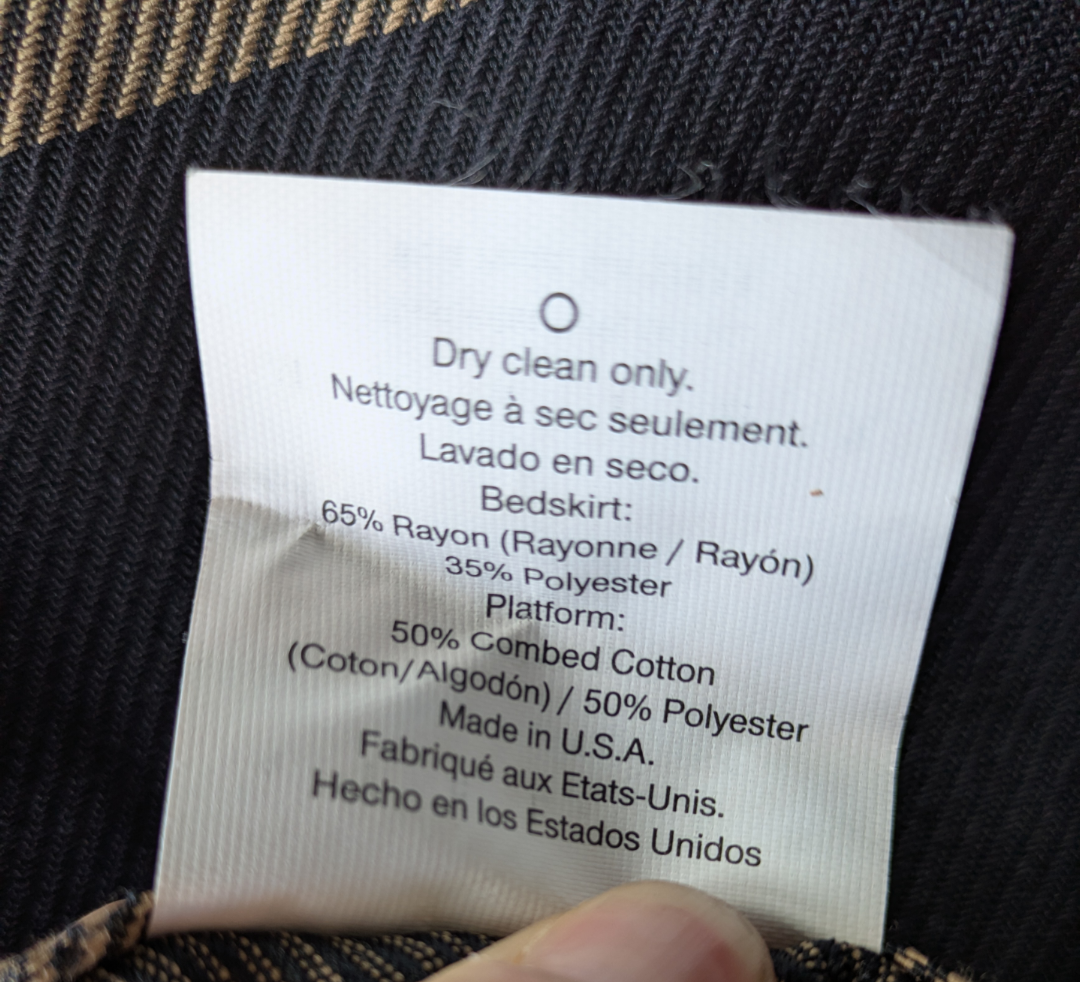 Dry clean only.
Nettoyage à sec seulement.
Lavado en seco.
Bedskirt:
65% Rayon (Rayonne / Rayón)
35% Polyester
Platform:
50% Combed Cotton
(Coton/Algodón) / 50% Polyester
Made in U.S.A.
Fabriqué aux Etats-Unis.
Hecho en los Estados Unidos